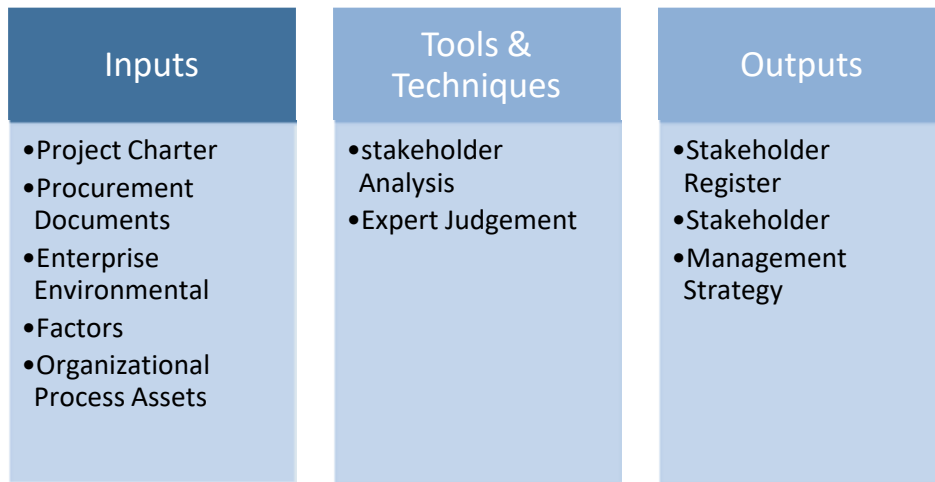 Inputs
•Project Charter
•Procurement
Documents
•Enterprise
Environmental
•Factors
•Organizational
Process Assets
Tools &
Techniques
•stakeholder
Analysis
•Expert Judgement
Outputs
•Stakeholder
Register
•Stakeholder
•Management
Strategy